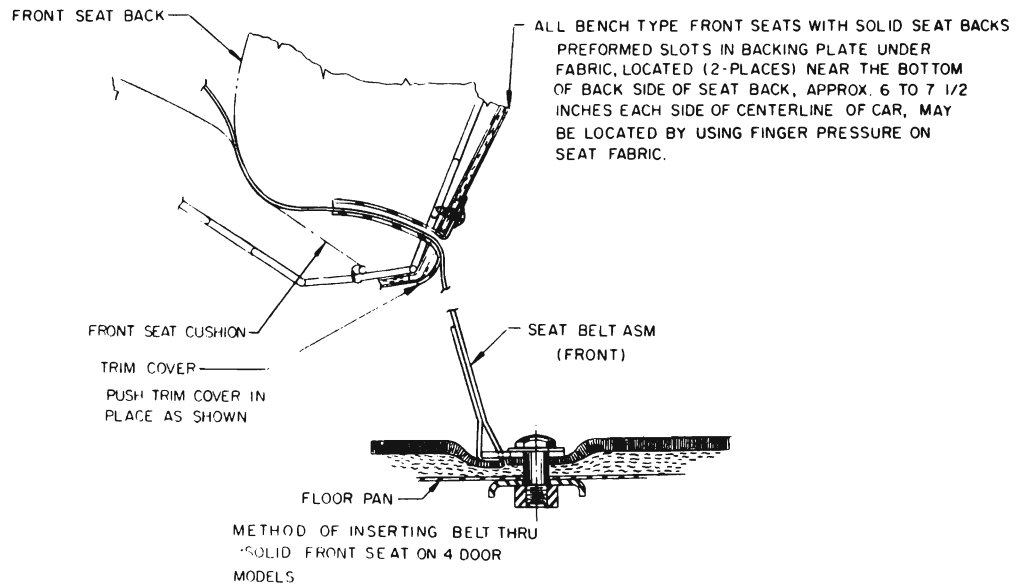 FRONT SEAT BACK
ALL BENCH TYPE FRONT SEATS WITH SOLID SEAT BACKS
PREFORMED SLOTS IN BACKING PLATE UNDER
FABRIC, LOCATED (2-PLACES) NEAR THE BOTTOM
OF BACK SIDE OF SEAT BACK, APPROX. 6 TO 7 1/2
INCHES EACH SIDE OF CENTERLINE OF CAR, MAY
BE LOCATED BY USING FINGER PRESSURE ON
SEAT FABRIC.
FRONT SEAT CUSHION
TRIM COVER
PUSH TRIM COVER IN
PLACE AS SHOWN
SEAT BELT ASM
(FRONT)
FLOOR PAN
METHOD OF INSERTING BELT THRU
SOLID FRONT SEAT ON 4 DOOR
MODELS